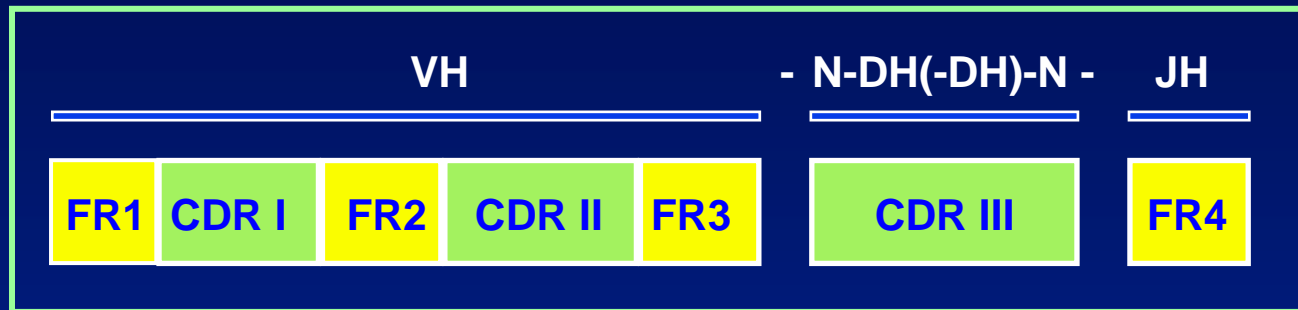 VH - N-DH(-DH)-N - JH
FR1 CDR I FR2 CDR II FR3 CDR III FR4